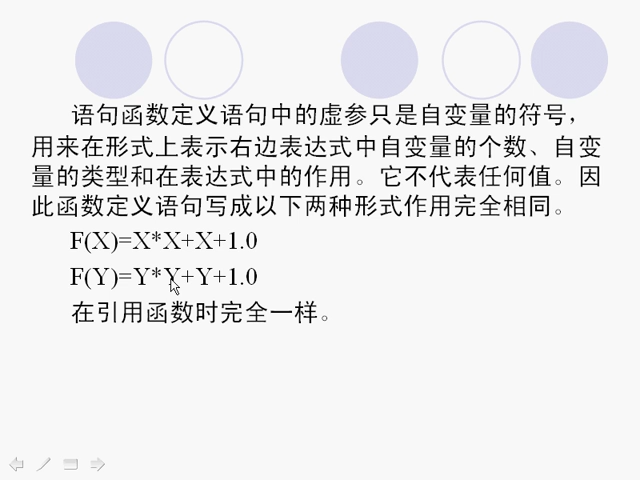 语句函数定义语句中的虚参只是自变量的符号，
用来在形式上表示右边表达式中自变量的个数、自变
量的类型和在表达式中的作用。它不代表任何值。因
此函数定义语句写成以下两种形式作用完全相同。
F(X)=X*X+X+1.0
F(Y)=Y*Y+Y+1.0
在引用函数时完全一样。